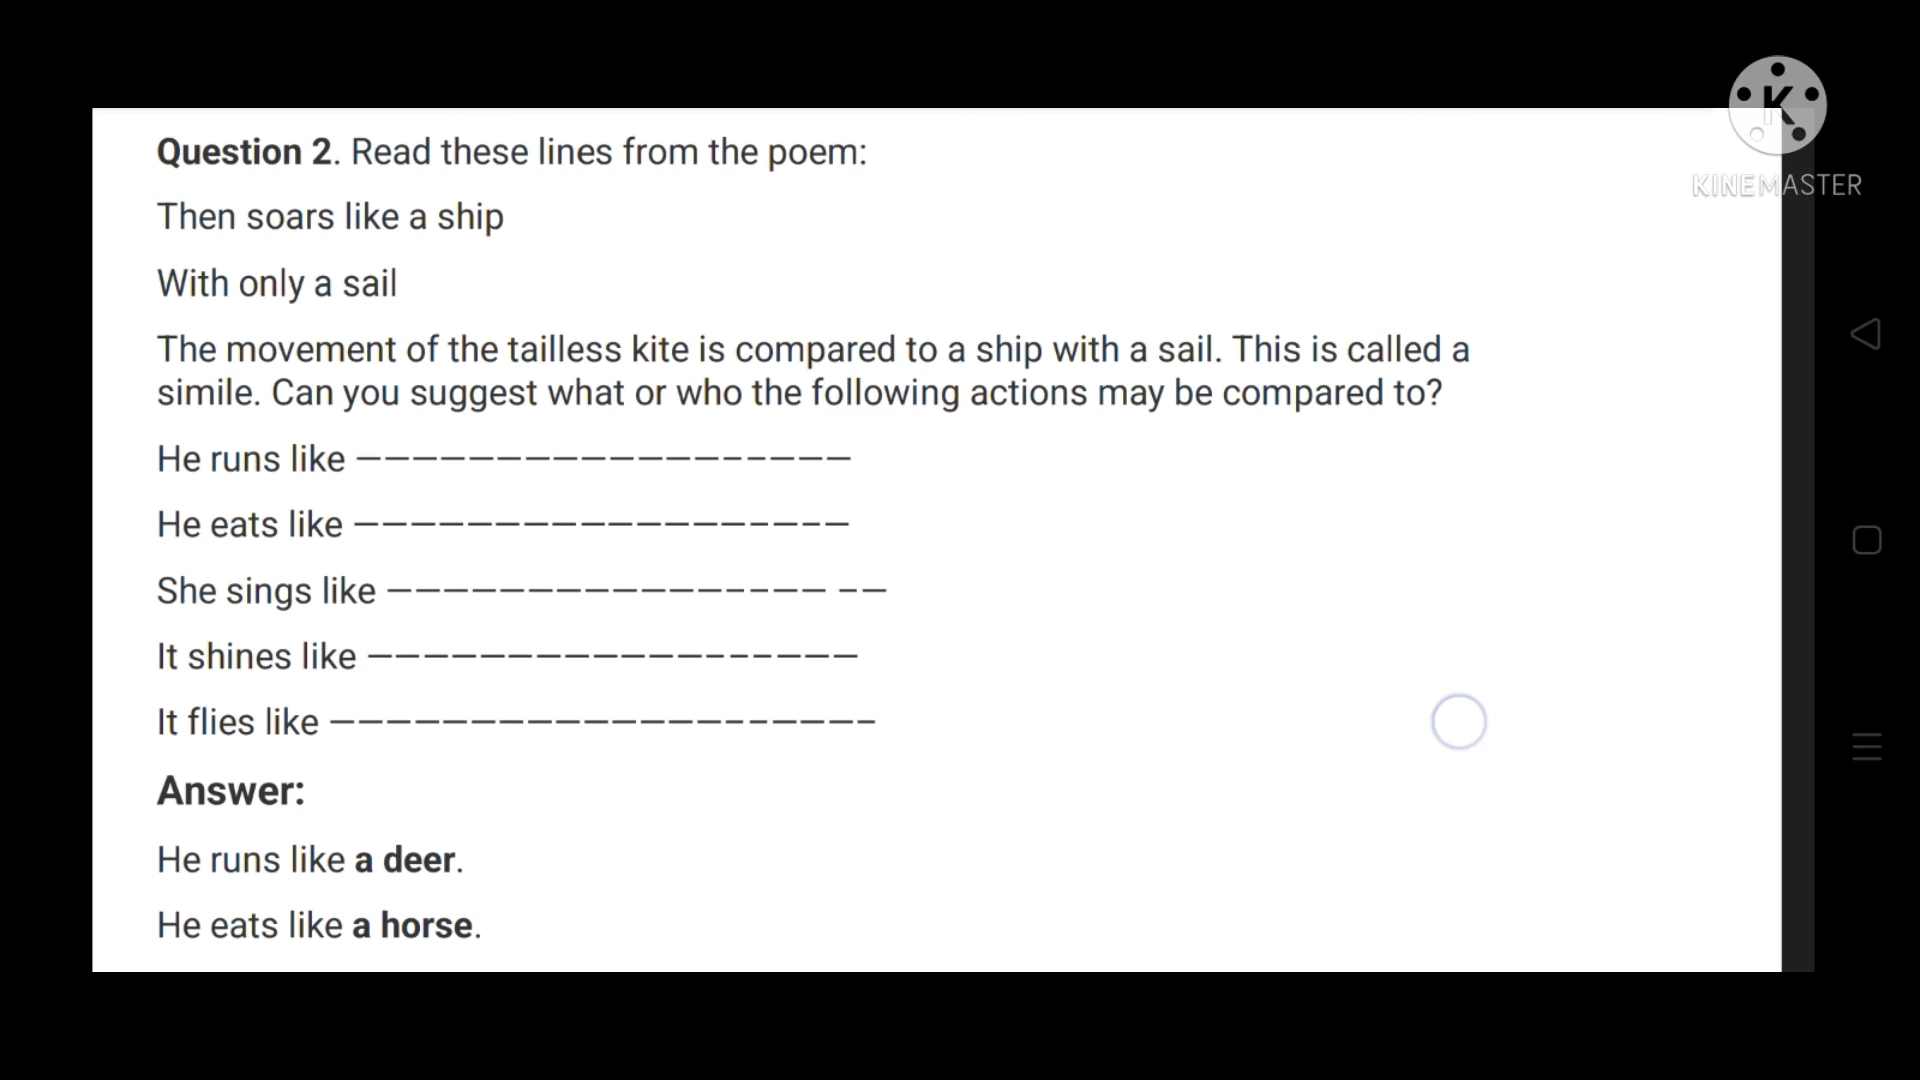 K
KINEMASTER
Question 2. Read these lines from the poem:
Then soars like a ship
With only a sail
The movement of the tailless kite is compared to a ship with a sail. This is called a
simile. Can you suggest what or who the following actions may be compared to?
He runs like ––––––––––––––––––
He eats like ––––––––––––––––––
She sings like –––––––––––––––– ––
It shines like ––––––––––––––––––
It flies like ––––––––––––––––––––
Answer:
He runs like a deer.
He eats like a horse.